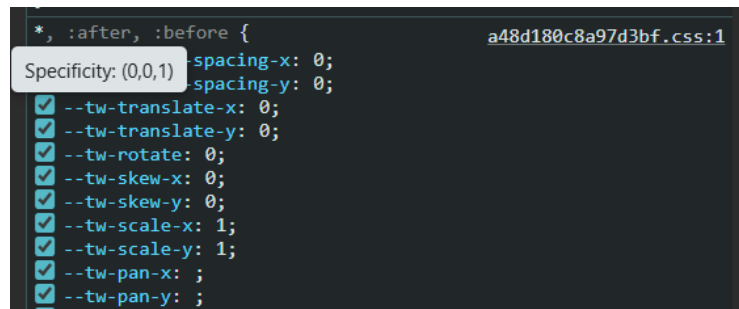 *, :after, :before {
a48d180c8a97d3bf.css:1
Specificity: (0,0,1)
spacing-x: 0;
spacing-y: 0;
--tw-translate-x: 0;
--tw-translate-y: 0;
--tw-rotate: 0;
--tw-skew-x: 0;
--tw-skew-y: 0;
--tw-scale-x: 1;
--tw-scale-y: 1;
--tw-pan-x: ;
--tw-pan-y: ;